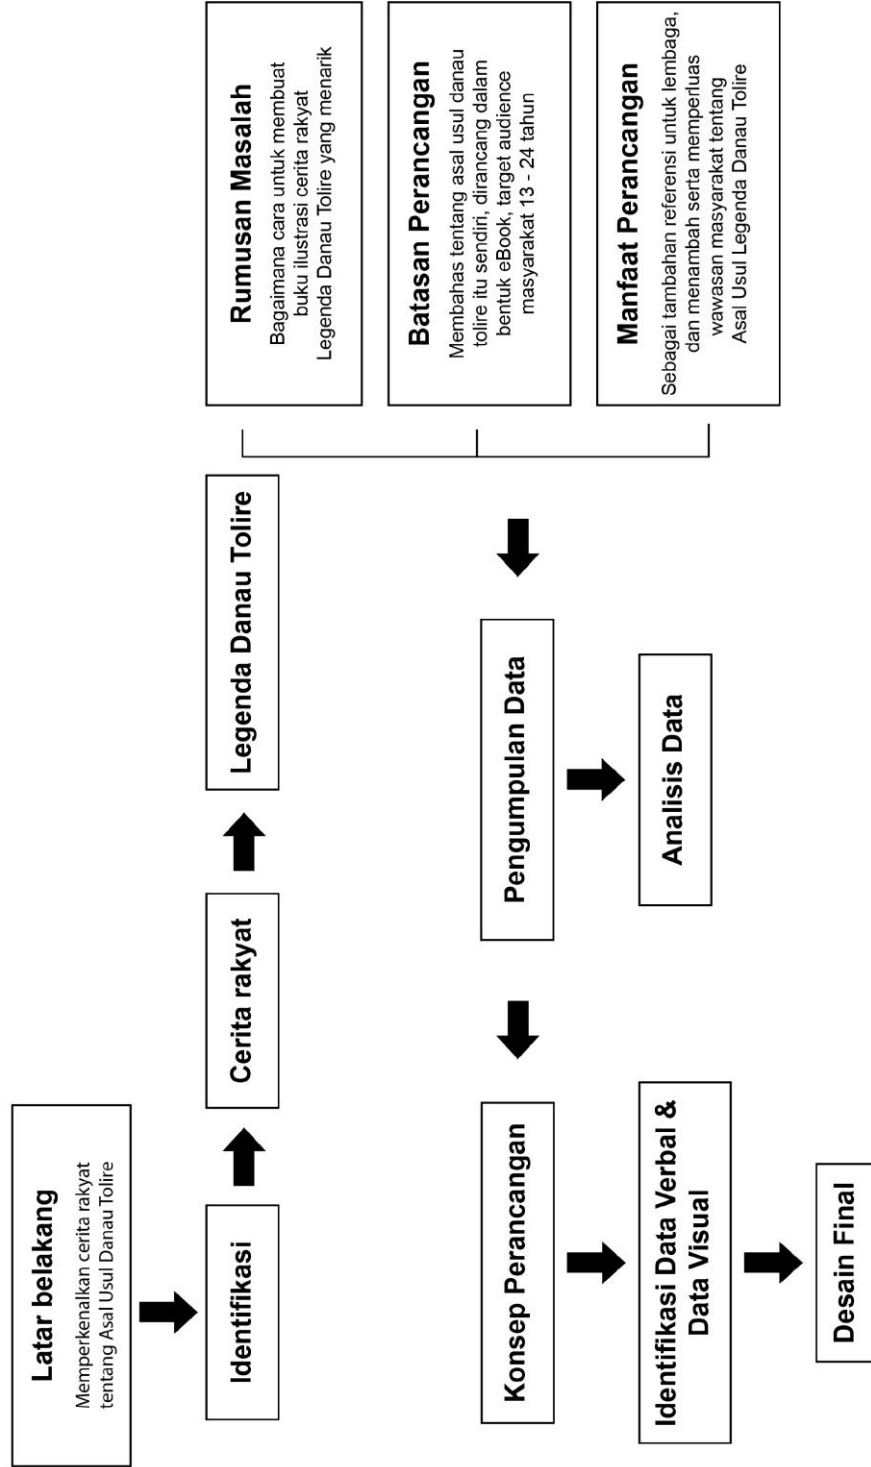 Latar belakang
Memperkenalkan cerita rakyat
tentang Asal Usul Danau Tolire
Identifikasi
Cerita rakyat
Legenda Danau Tolire
Rumusan Masalah
Bagaimana cara untuk membuat
buku ilustrasi cerita rakyat
Legenda Danau Tolire yang menarik
Batasan Perancangan
Membahas tentang asal usul danau
tolire itu sendiri, dirancang dalam
bentuk eBook, target audience
masyarakat 13 - 24 tahun
Manfaat Perancangan
Sebagai tambahan referensi untuk lembaga,
dan menambah serta memperluas
wawasan masyarakat tentang
Asal Usul Legenda Danau Tolire
Pengumpulan Data
Analisis Data
Konsep Perancangan
Identifikasi Data Verbal &
Data Visual
Desain Final